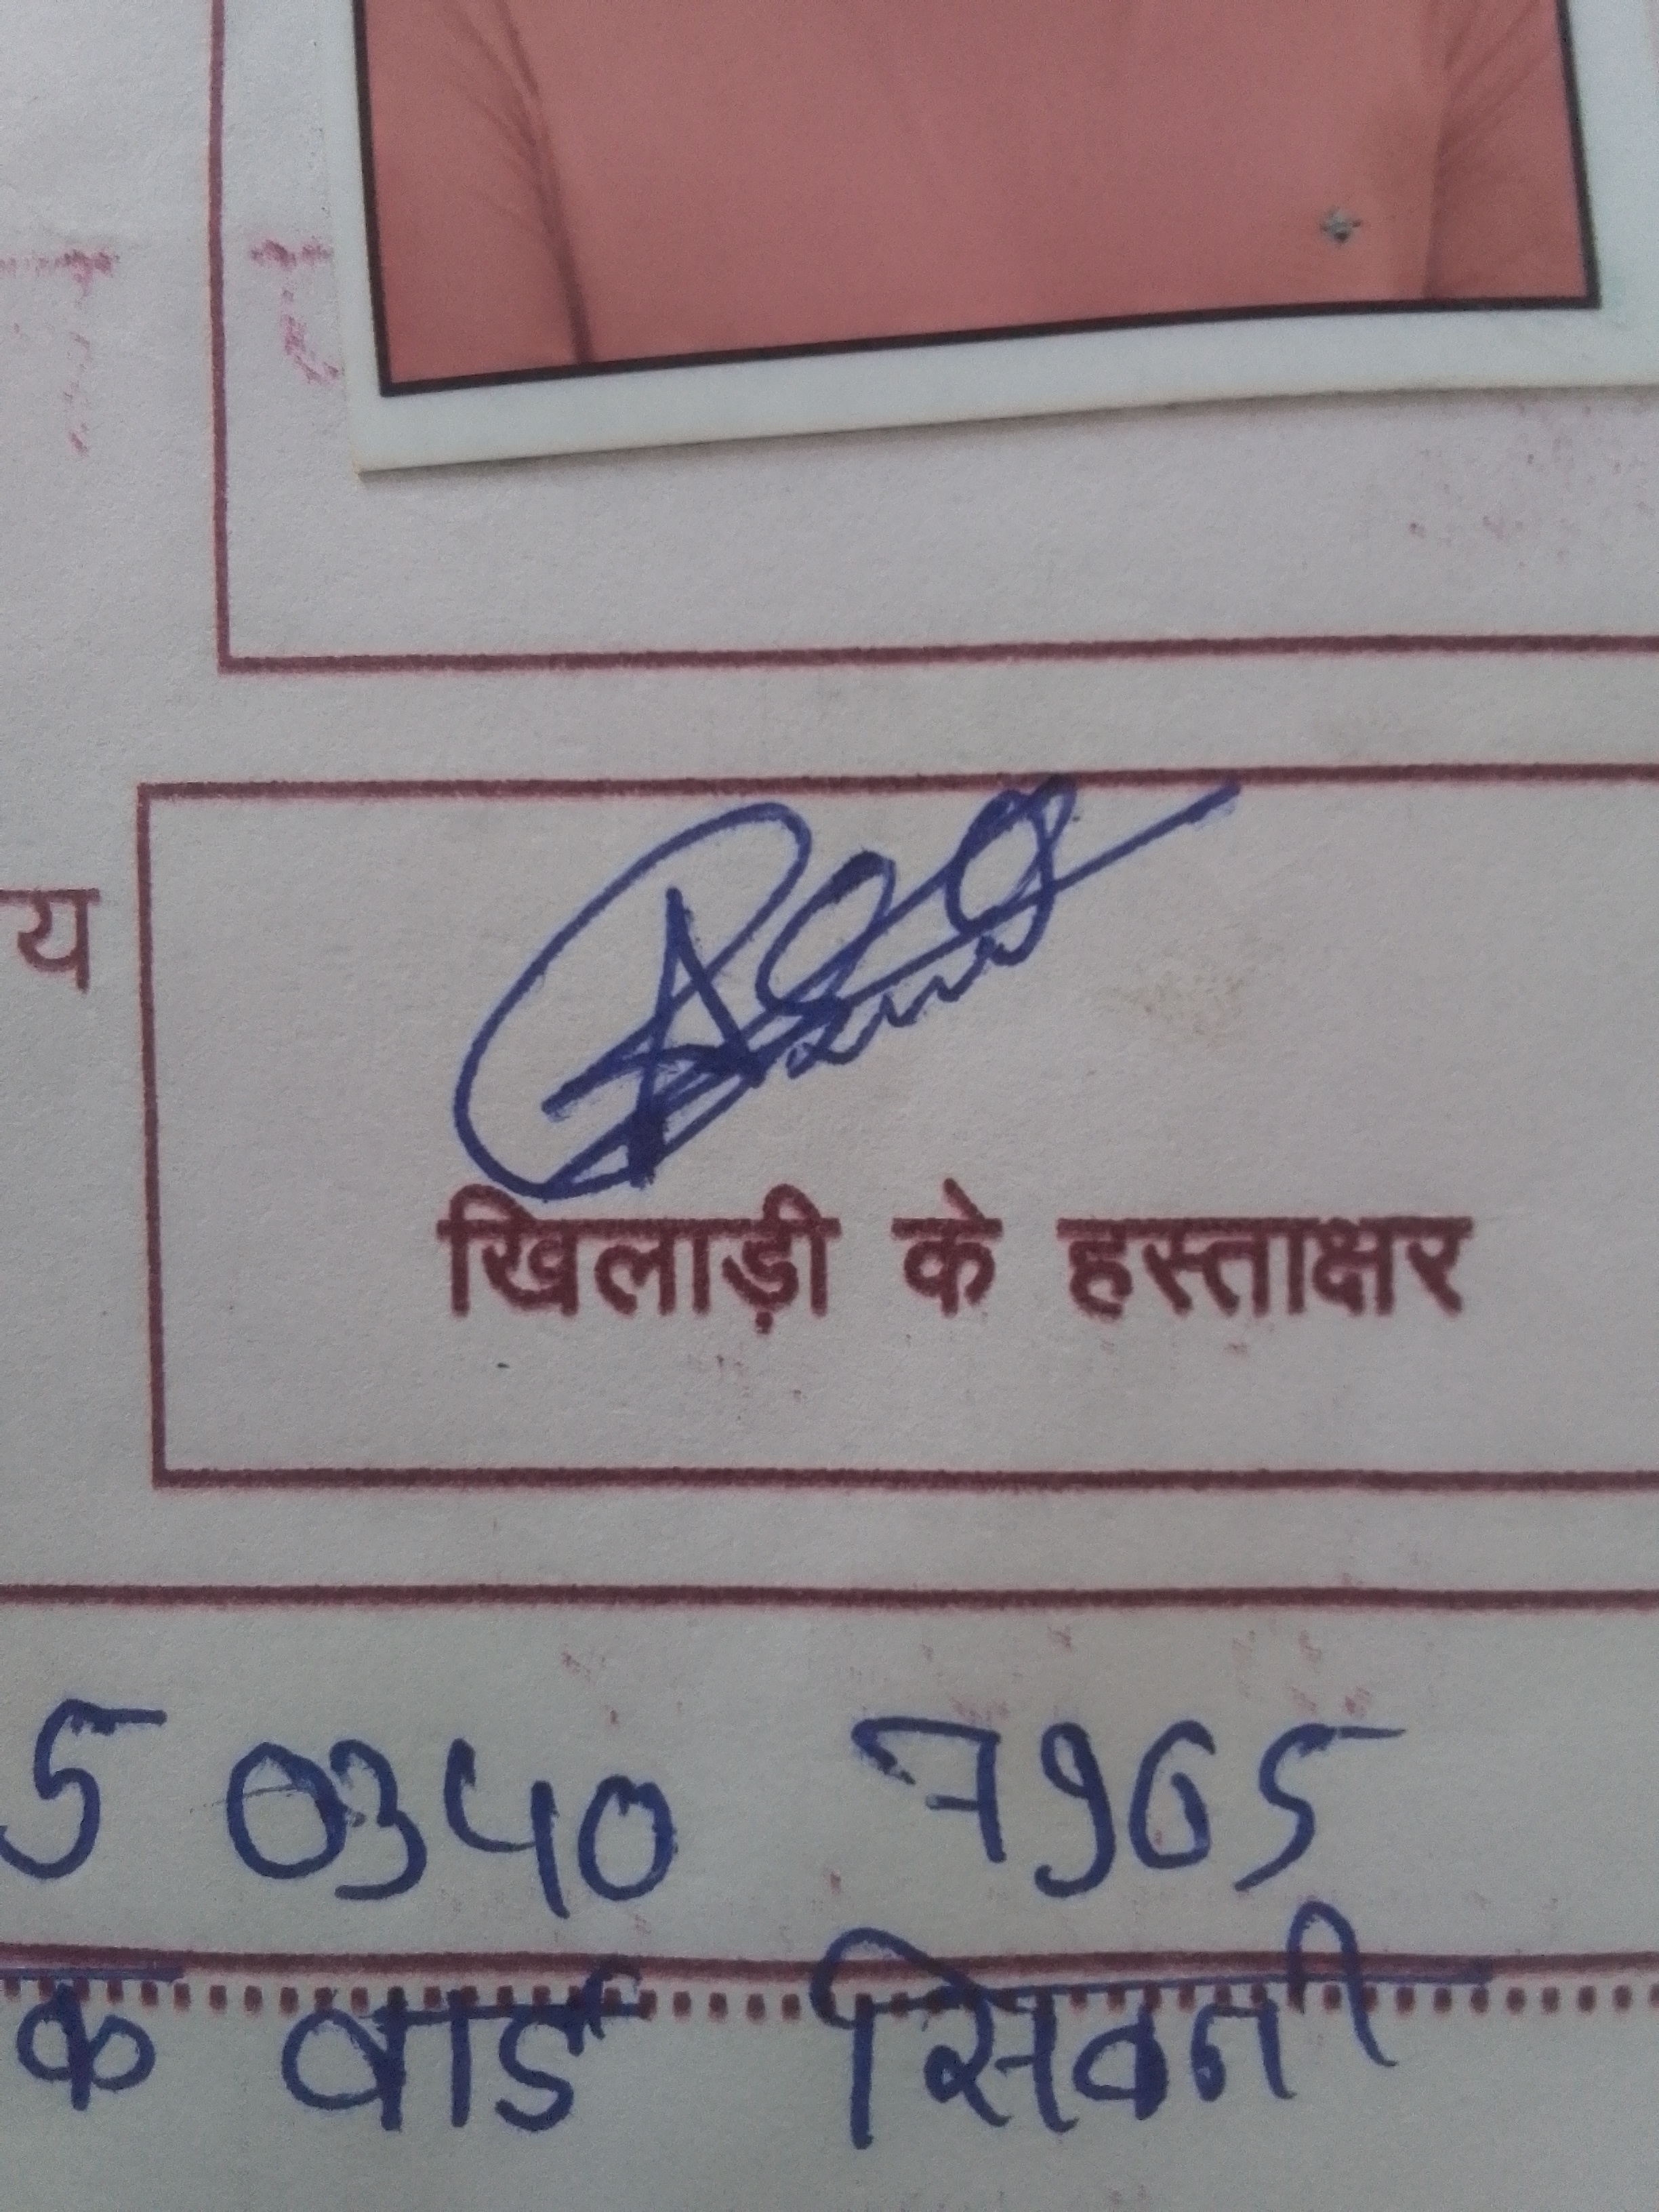 य
खिलाड़ी के हस्ताक्षर
5 0340 7965
क वार्ड सिवनी